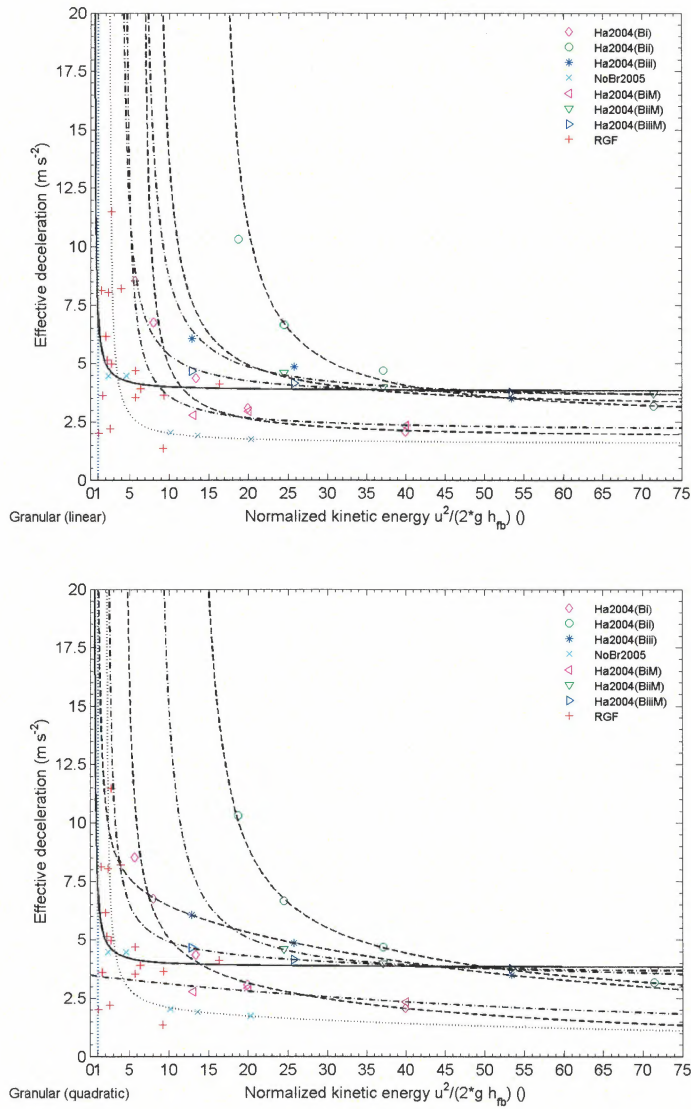 20
17.5
15
12.5
10
7.5
5
2.5
0
Effective deceleration (m s-2)
Ha2004(Bi)
Ha2004(Bii)
Ha2004(Biii)
NoBr2005
Ha2004(BiM)
Ha2004(BiiM)
Ha2004(BiiiM)
RGF
01 5 10 15 20 25 30 35 40 45 50 55 60 65 70 75
Granular (linear)
Normalized kinetic energy u2/(2*g hfb) ()
20
17.5
15
12.5
10
7.5
5
2.5
0
Effective deceleration (m s-2)
Ha2004(Bi)
Ha2004(Bii)
Ha2004(Biii)
NoBr2005
Ha2004(BiM)
Ha2004(BiiM)
Ha2004(BiiiM)
RGF
01 5 10 15 20 25 30 35 40 45 50 55 60 65 70 75
Granular (quadratic)
Normalized kinetic energy u2/(2*g hfb) ()